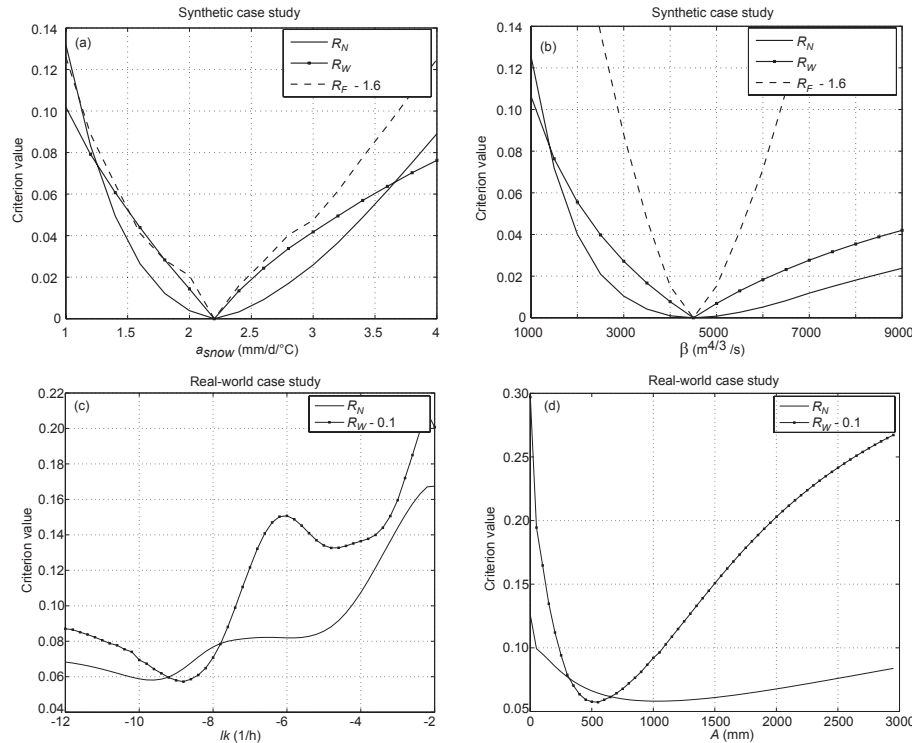 Synthetic case study
(a)
R_N
R_W
R_F - 1.6
Criterion value
0.14
0.12
0.10
0.08
0.06
0.04
0.02
0
1
1.5
2
2.5
3
3.5
4
a_snow (mm/d/°C)
Synthetic case study
(b)
R_N
R_W
R_F - 1.6
Criterion value
0.14
0.12
0.10
0.08
0.06
0.04
0.02
0
1000
3000
5000
7000
9000
β (m^4/3 /s)
Real-world case study
(c)
R_N
R_W - 0.1
Criterion value
0.22
0.20
0.18
0.16
0.14
0.12
0.10
0.08
0.06
0.04
-12
-10
-8
-6
-4
-2
lk (1/h)
Real-world case study
(d)
R_N
R_W - 0.1
Criterion value
0.30
0.25
0.20
0.15
0.10
0.05
0
500
1000
1500
2000
2500
3000
A (mm)